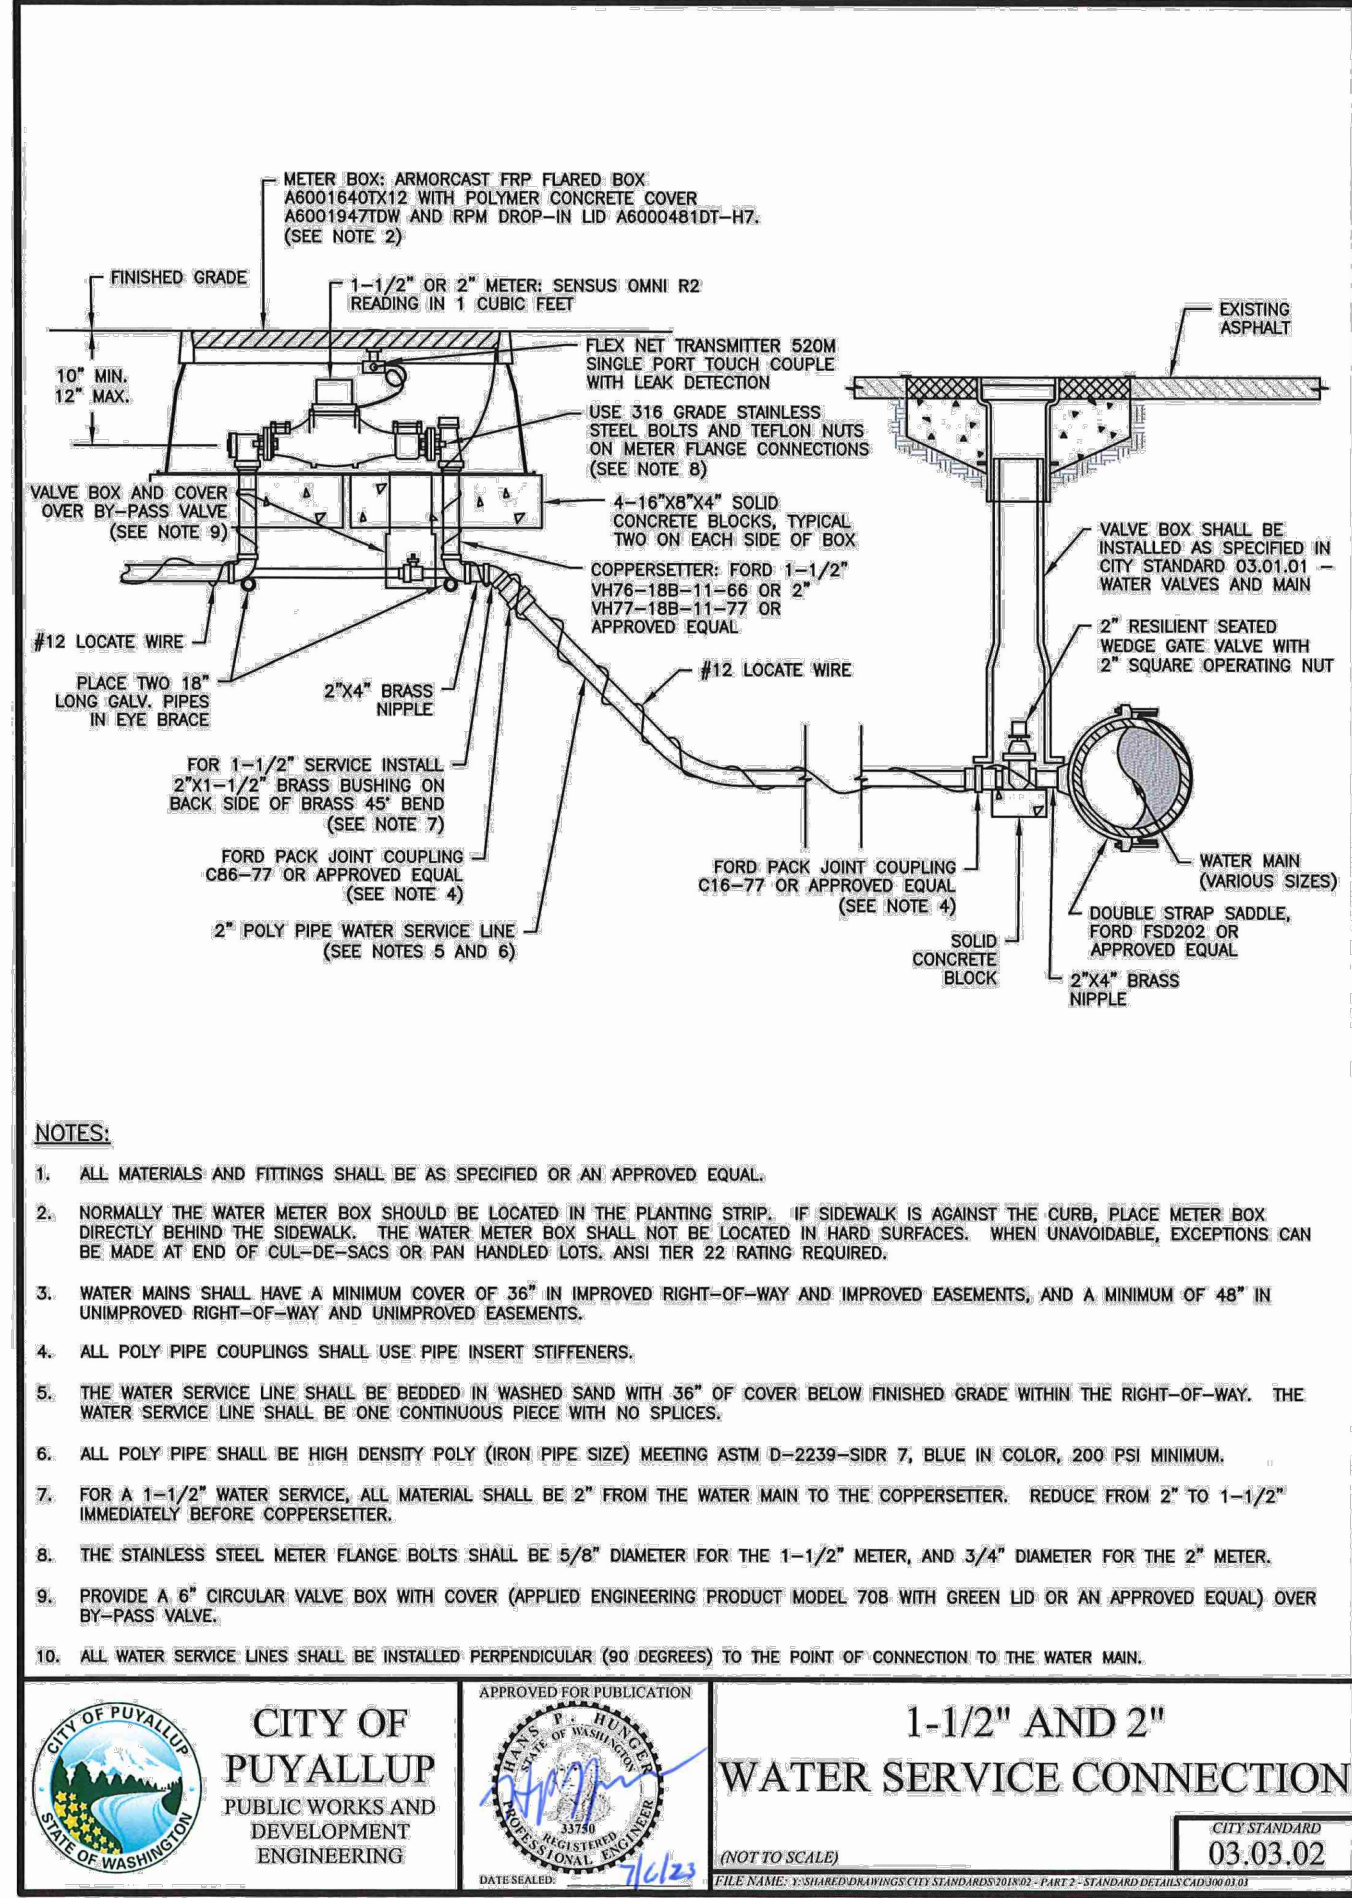 METER BOX: ARMORCAST FRP FLARED BOX
A6001640TX12 WITH POLYMER CONCRETE COVER
A6001947TDW AND RPM DROP-IN LID A6000481DT-H7.
(SEE NOTE 2)
FINISHED GRADE
1-1/2" OR 2" METER: SENSUS OMNI R2
READING IN 1 CUBIC FEET
EXISTING
ASPHALT
FLEX NET TRANSMITTER 520M
SINGLE PORT TOUCH COUPLE
WITH LEAK DETECTION
10" MIN.
12" MAX.
USE 316 GRADE STAINLESS
STEEL BOLTS AND TEFLON NUTS
ON METER FLANGE CONNECTIONS
(SEE NOTE 8)
VALVE BOX AND COVER
OVER BY-PASS VALVE
(SEE NOTE 9)
4-16"X8"X4" SOLID
CONCRETE BLOCKS, TYPICAL
TWO ON EACH SIDE OF BOX
VALVE BOX SHALL BE
INSTALLED AS SPECIFIED IN
CITY STANDARD 03.01.01 -
WATER VALVES AND MAIN
COPPERSETTER: FORD 1-1/2"
VH76-18B-11-66 OR 2"
VH77-18B-11-77 OR
APPROVED EQUAL
#12 LOCATE WIRE
2" RESILIENT SEATED
WEDGE GATE VALVE WITH
2" SQUARE OPERATING NUT
#12 LOCATE WIRE
PLACE TWO 18"
LONG GALV. PIPES
IN EYE BRACE
2"X4" BRASS
NIPPLE
FOR 1-1/2" SERVICE INSTALL
2"X1-1/2" BRASS BUSHING ON
BACK SIDE OF BRASS 45° BEND
(SEE NOTE 7)
FORD PACK JOINT COUPLING
C86-77 OR APPROVED EQUAL
(SEE NOTE 4)
FORD PACK JOINT COUPLING
C16-77 OR APPROVED EQUAL
(SEE NOTE 4)
WATER MAIN
(VARIOUS SIZES)
2" POLY PIPE WATER SERVICE LINE
(SEE NOTES 5 AND 6)
DOUBLE STRAP SADDLE,
FORD FSD202 OR
APPROVED EQUAL
SOLID
CONCRETE
BLOCK
2"X4" BRASS
NIPPLE
NOTES:
1. ALL MATERIALS AND FITTINGS SHALL BE AS SPECIFIED OR AN APPROVED EQUAL.
2. NORMALLY THE WATER METER BOX SHOULD BE LOCATED IN THE PLANTING STRIP. IF SIDEWALK IS AGAINST THE CURB, PLACE METER BOX
DIRECTLY BEHIND THE SIDEWALK. THE WATER METER BOX SHALL NOT BE LOCATED IN HARD SURFACES. WHEN UNAVOIDABLE, EXCEPTIONS CAN
BE MADE AT END OF CUL-DE-SACS OR PAN HANDLED LOTS. ANSI TIER 22 RATING REQUIRED.
3. WATER MAINS SHALL HAVE A MINIMUM COVER OF 36" IN IMPROVED RIGHT-OF-WAY AND IMPROVED EASEMENTS, AND A MINIMUM OF 48" IN
UNIMPROVED RIGHT-OF-WAY AND UNIMPROVED EASEMENTS.
4. ALL POLY PIPE COUPLINGS SHALL USE PIPE INSERT STIFFENERS.
5. THE WATER SERVICE LINE SHALL BE BEDDED IN WASHED SAND WITH 36" OF COVER BELOW FINISHED GRADE WITHIN THE RIGHT-OF-WAY. THE
WATER SERVICE LINE SHALL BE ONE CONTINUOUS PIECE WITH NO SPLICES.
6. ALL POLY PIPE SHALL BE HIGH DENSITY POLY (IRON PIPE SIZE) MEETING ASTM D-2239-SIDR 7, BLUE IN COLOR, 200 PSI MINIMUM.
7. FOR A 1-1/2" WATER SERVICE, ALL MATERIAL SHALL BE 2" FROM THE WATER MAIN TO THE COPPERSETTER. REDUCE FROM 2" TO 1-1/2"
IMMEDIATELY BEFORE COPPERSETTER.
8. THE STAINLESS STEEL METER FLANGE BOLTS SHALL BE 5/8" DIAMETER FOR THE 1-1/2" METER, AND 3/4" DIAMETER FOR THE 2" METER.
9. PROVIDE A 6" CIRCULAR VALVE BOX WITH COVER (APPLIED ENGINEERING PRODUCT MODEL 708 WITH GREEN LID OR AN APPROVED EQUAL) OVER
BY-PASS VALVE.
10. ALL WATER SERVICE LINES SHALL BE INSTALLED PERPENDICULAR (90 DEGREES) TO THE POINT OF CONNECTION TO THE WATER MAIN.
CITY OF PUYALLUP
STATE OF WASHINGTON
CITY OF
PUYALLUP
PUBLIC WORKS AND
DEVELOPMENT
ENGINEERING
APPROVED FOR PUBLICATION
HANS P. HUNGER
STATE OF WASHINGTON
33750
REGISTERED
PROFESSIONAL ENGINEER
DATE SEALED: 7/6/23
1-1/2" AND 2"
WATER SERVICE CONNECTION
(NOT TO SCALE)
CITY STANDARD
03.03.02
FILE NAME: Y:\SHARED\DRAWINGS\CITY STANDARDS\2018\02 - PART 2 - STANDARD DETAILS\CAD\300\03.03